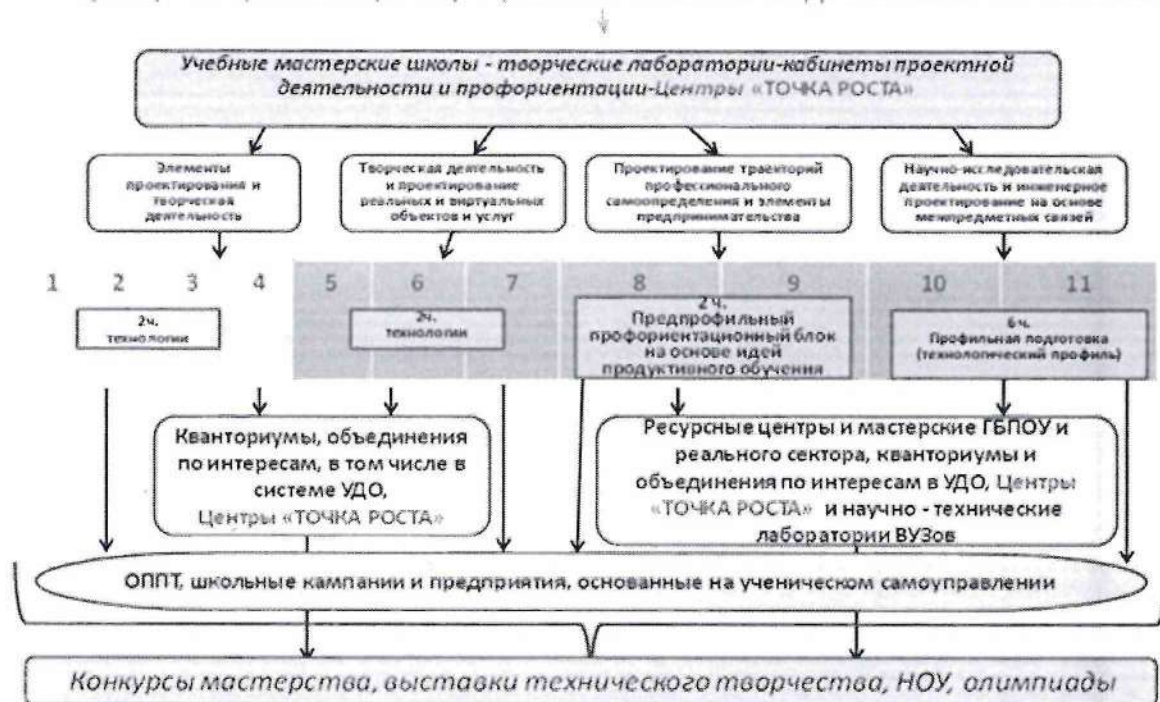 Учебные мастерские школы - творческие лаборатории-кабинеты проектной
деятельности и профориентации-Центры «ТОЧКА РОСТА»
Элементы
проектирования и
творческая
деятельность
Творческая деятельность
и проектирование
реальных и виртуальных
объектов и услуг
Проектирование траекторий
профессионального
самоопределения и элементы
предпринимательства
Научно-исследовательская
деятельность и инженерное
проектирование на основе
межпредметных связей
1 2 3 4 5 6 7 8 9 10 11
2ч.
технологии
2ч.
технологии
2 ч.
Предпрофильный
профориентационный блок
на основе идей
продуктивного обучения
6 ч.
Профильная подготовка
(технологический профиль)
Кванториумы, объединения
по интересам, в том числе в
системе УДО,
Центры «ТОЧКА РОСТА»
Ресурсные центры и мастерские ГБПОУ и
реального сектора, кванториумы и
объединения по интересам в УДО, Центры
«ТОЧКА РОСТА» и научно - технические
лаборатории ВУЗов
ОППТ, школьные кампании и предприятия, основанные на ученическом самоуправлении
Конкурсы мастерства, выставки технического творчества, НОУ, олимпиады